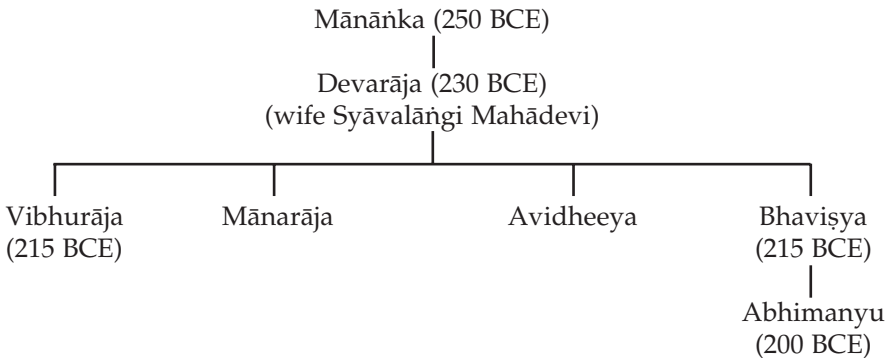 Mānāṅka (250 BCE)
Devarāja (230 BCE)
(wife Syāvalāṅgi Mahādevi)
Vibhurāja
(215 BCE)
Mānarāja
Avidheeya
Bhaviṣya
(215 BCE)
Abhimanyu
(200 BCE)